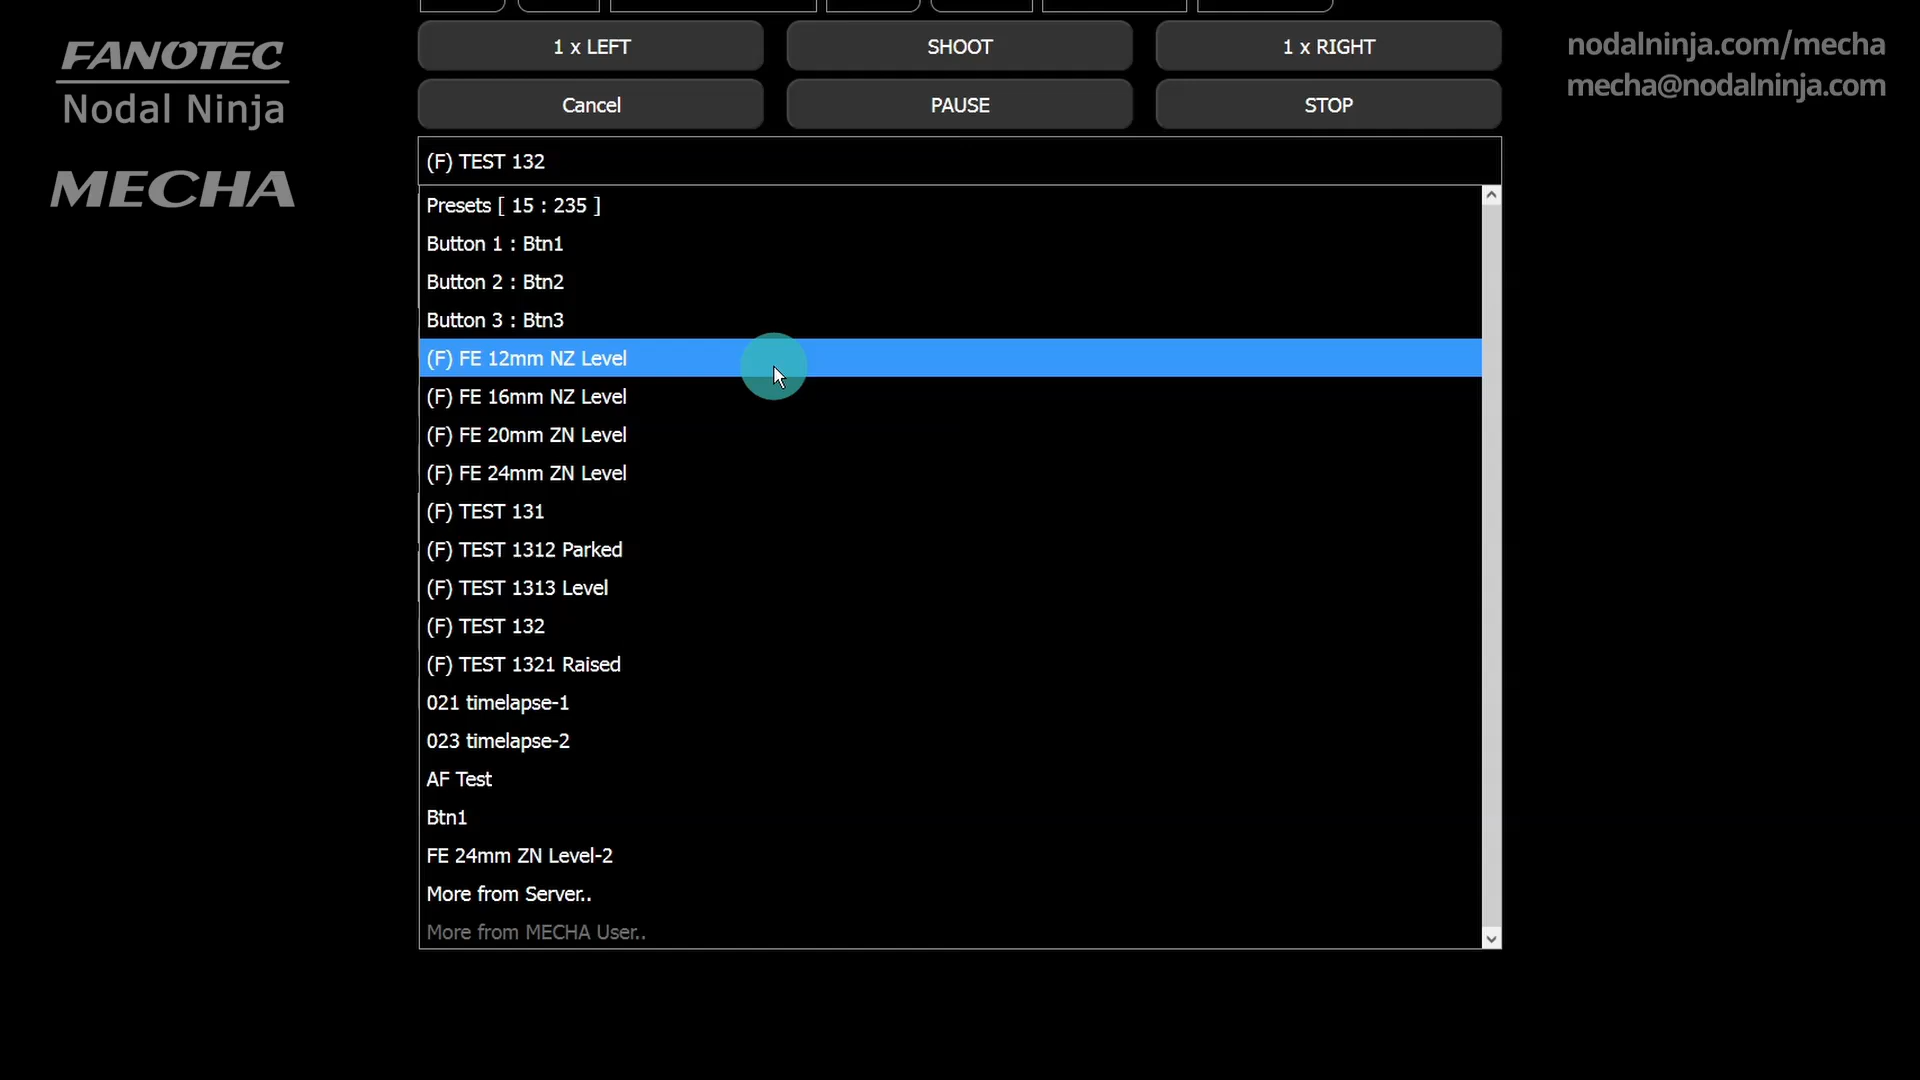 FANOTEC
Nodal Ninja
MECHA
nodalninja.com/mecha
mecha@nodalninja.com
1 x LEFT
SHOOT
1 x RIGHT
Cancel
PAUSE
STOP
(F) TEST 132
Presets [ 15 : 235 ]
Button 1 : Btn1
Button 2 : Btn2
Button 3 : Btn3
(F) FE 12mm NZ Level
(F) FE 16mm NZ Level
(F) FE 20mm ZN Level
(F) FE 24mm ZN Level
(F) TEST 131
(F) TEST 1312 Parked
(F) TEST 1313 Level
(F) TEST 132
(F) TEST 1321 Raised
021 timelapse-1
023 timelapse-2
AF Test
Btn1
FE 24mm ZN Level-2
More from Server..
More from MECHA User..